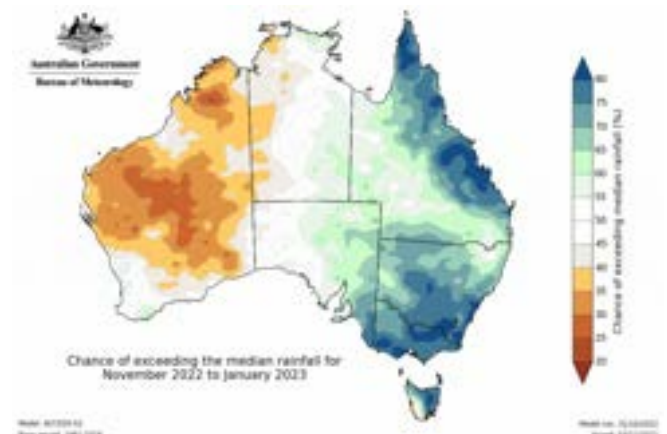 Australian Government
Bureau of Meteorology
80
75
70
65
60
55
50
45
40
35
30
25
20
Chance of exceeding median rainfall (%)
Chance of exceeding the median rainfall for
November 2022 to January 2023